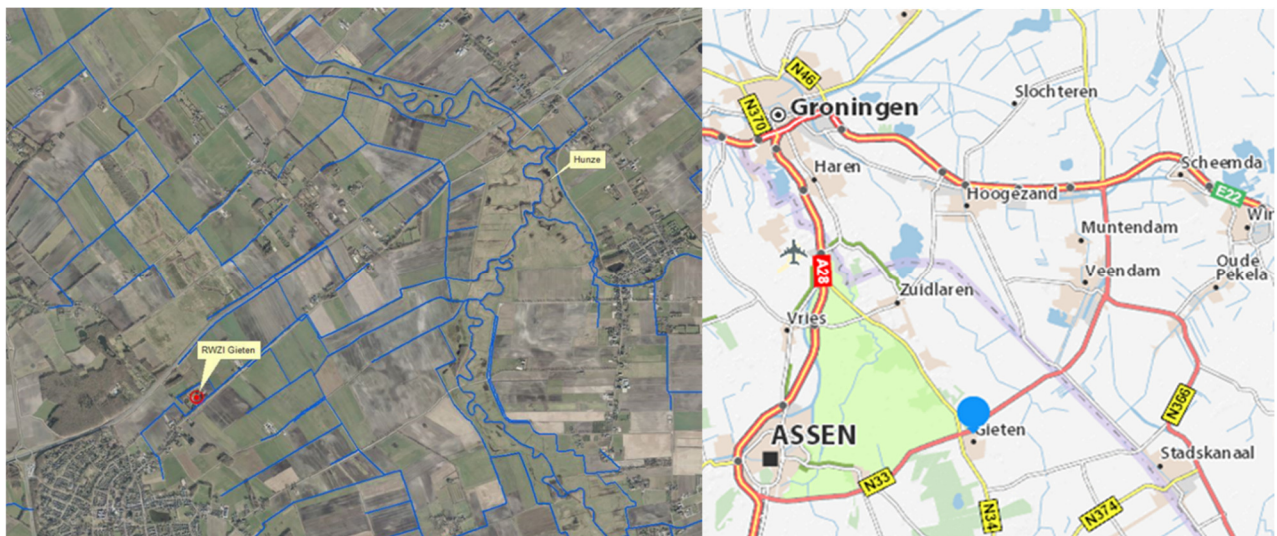 Hunze
RWZI Gieten
N46
Slochteren
N370
Groningen
Haren
Scheemda
E22
Hoogezand
Win
Muntendam
Oude
Pekela
A28
Veendam
Zuidlaren
Vries
N366
ASSEN
Gieten
Stadskanaal
N33
N34
N374